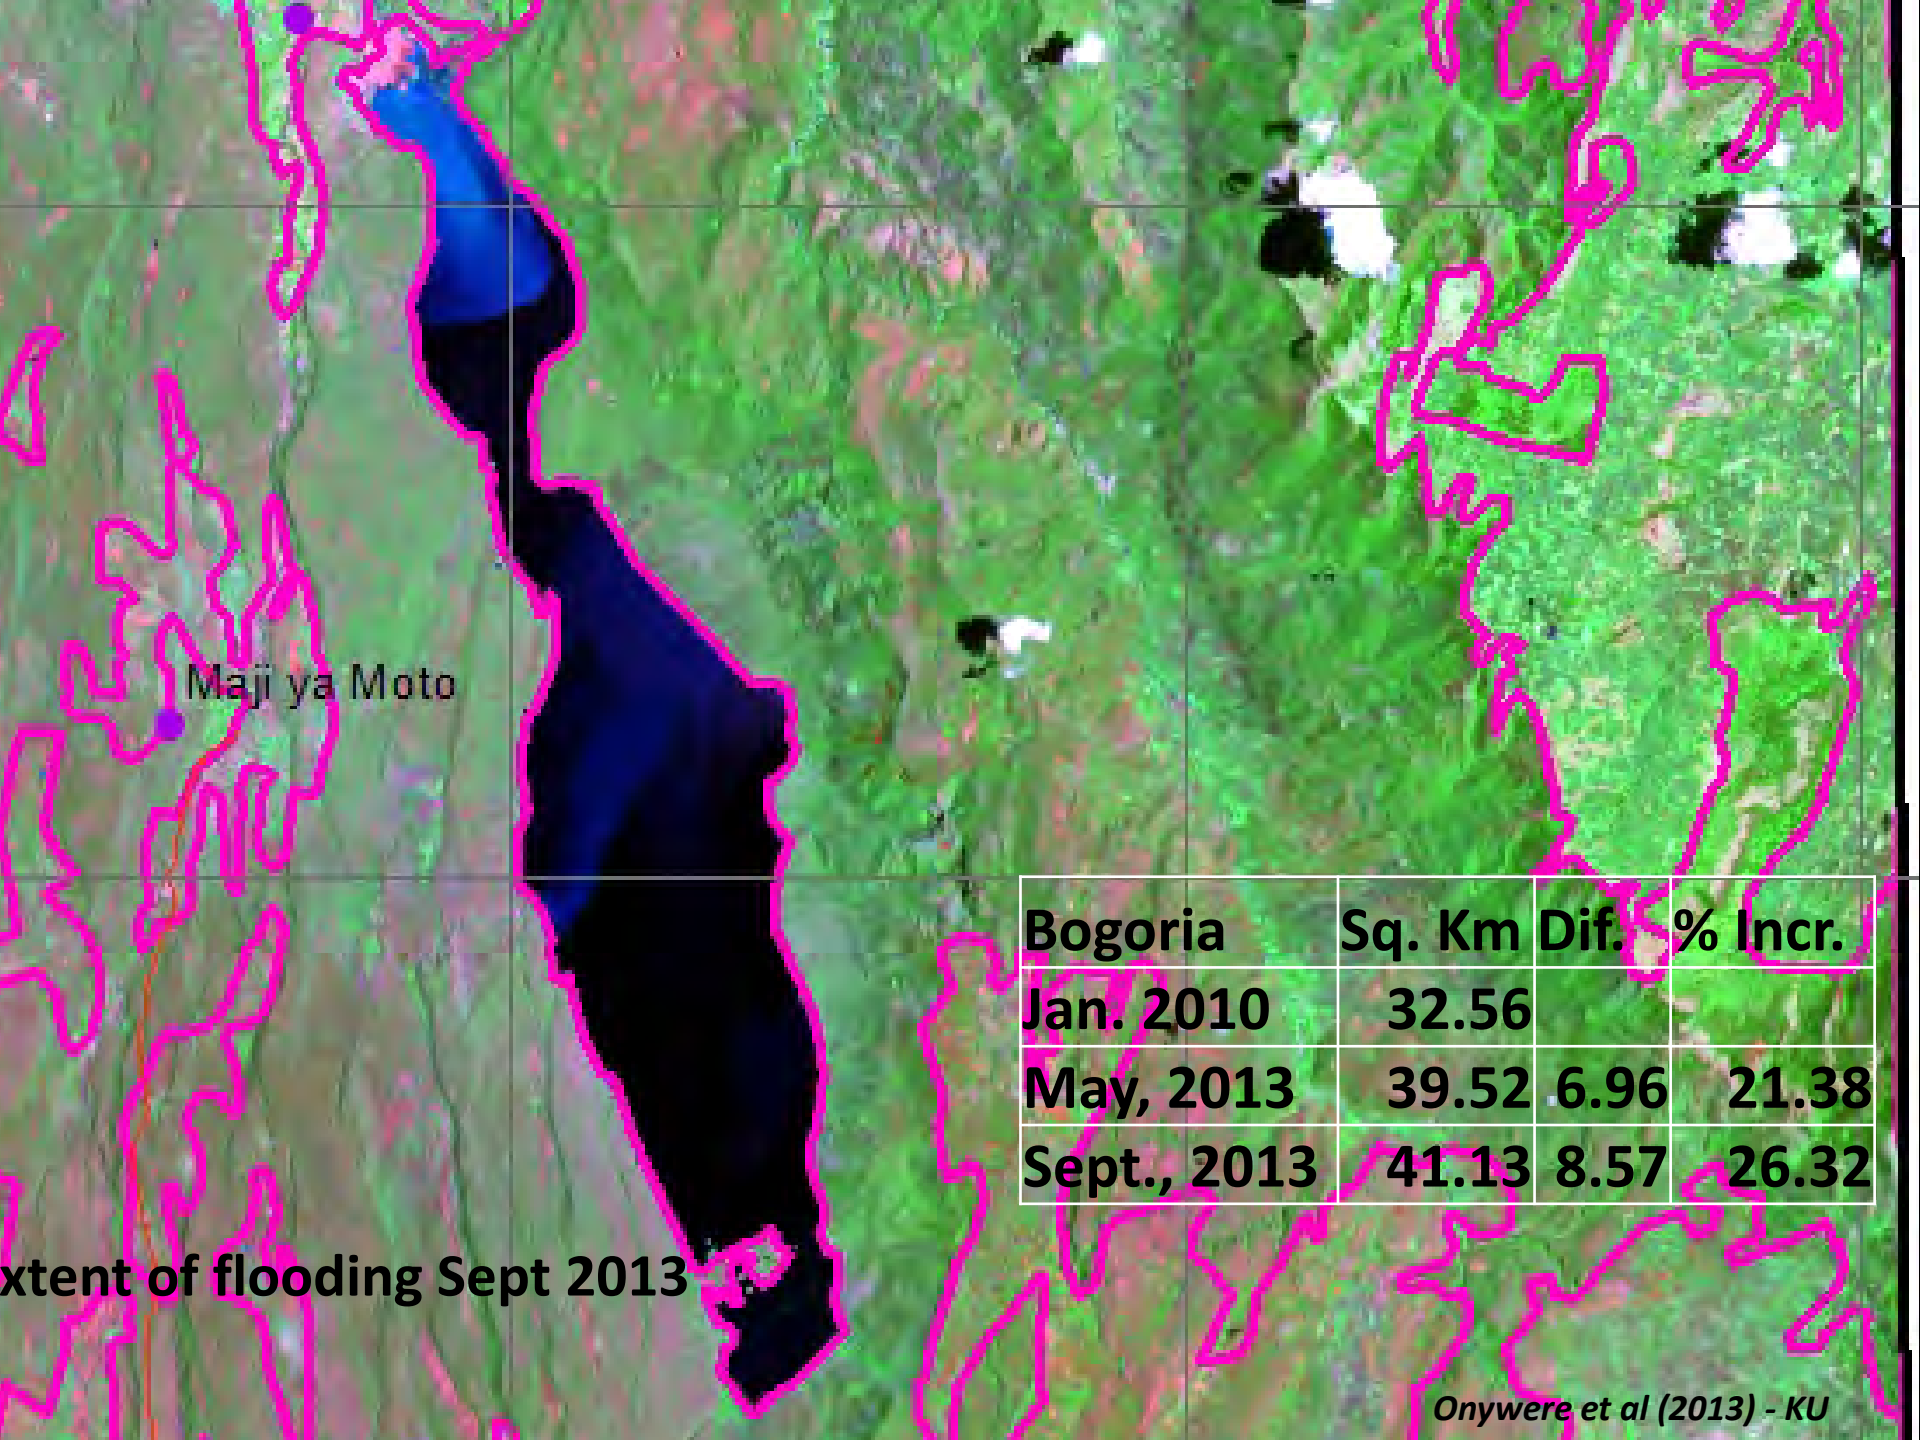 Maji ya Moto
Bogoria Sq. Km Dif. % Incr.
Jan. 2010 32.56
May, 2013 39.52 6.96 21.38
Sept., 2013 41.13 8.57 26.32
xtent of flooding Sept 2013
Onywere et al (2013) - KU